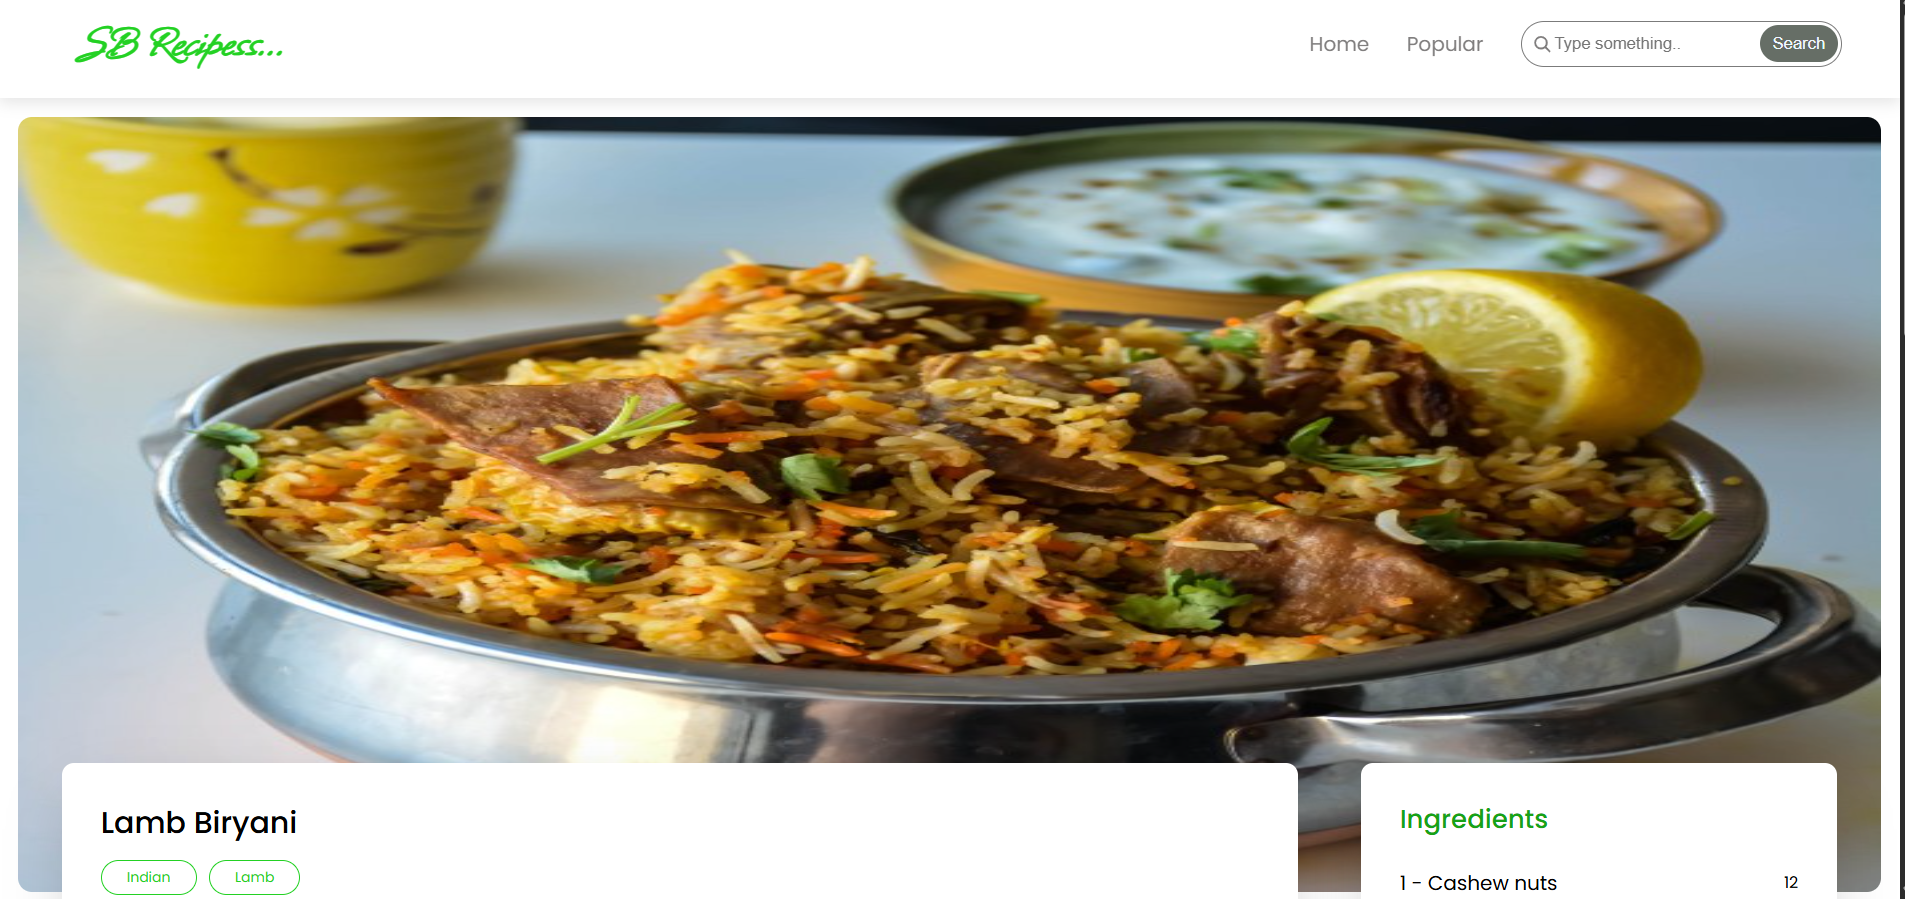 SB Recipess...
Home
Popular
Type something..
Search
Lamb Biryani
Indian
Lamb
Ingredients
1 - Cashew nuts
12